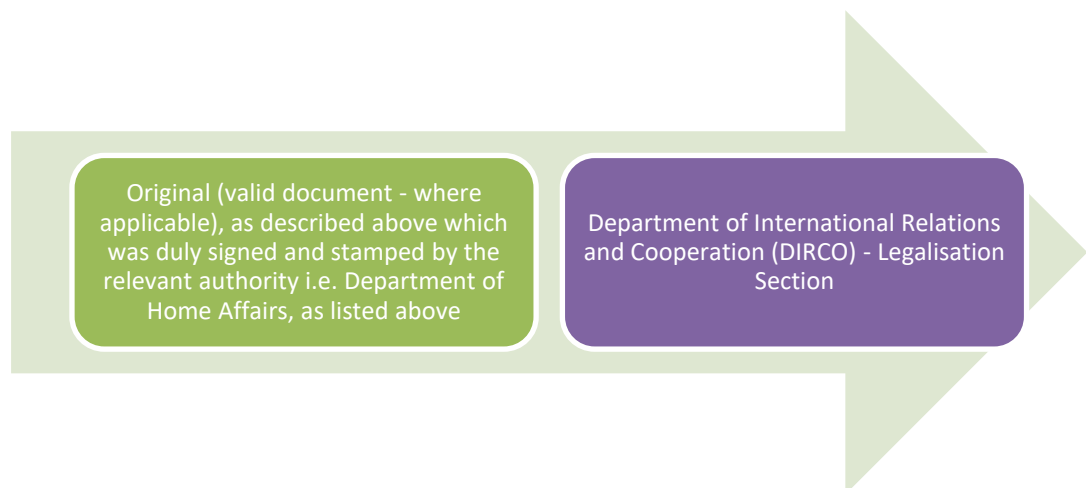 Original (valid document - where
applicable), as described above which
was duly signed and stamped by the
relevant authority i.e. Department of
Home Affairs, as listed above
Department of International Relations
and Cooperation (DIRCO) - Legalisation
Section